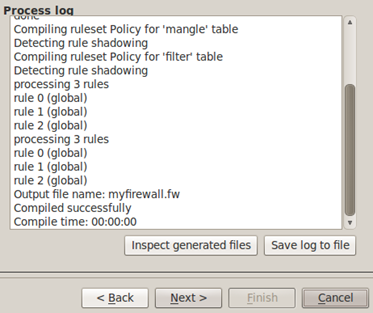 Process log
done
Compiling ruleset Policy for 'mangle' table
Detecting rule shadowing
Compiling ruleset Policy for 'filter' table
Detecting rule shadowing
processing 3 rules
rule 0 (global)
rule 1 (global)
rule 2 (global)
processing 3 rules
rule 0 (global)
rule 1 (global)
rule 2 (global)
Output file name: myfirewall.fw
Compiled successfully
Compile time: 00:00:00
Inspect generated files
Save log to file
< Back
Next >
Finish
Cancel